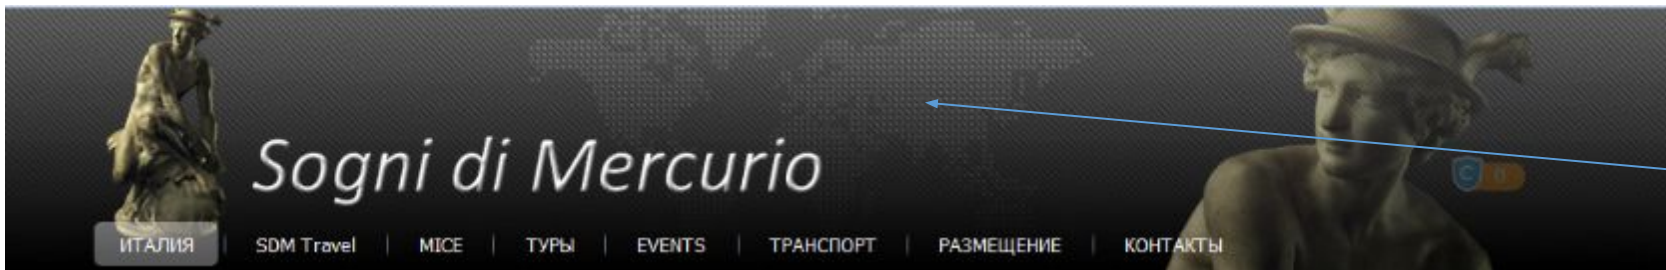 Sogni di Mercurio
ИТАЛИЯ SDM Travel MICE ТУРЫ EVENTS ТРАНСПОРТ РАЗМЕЩЕНИЕ КОНТАКТЫ